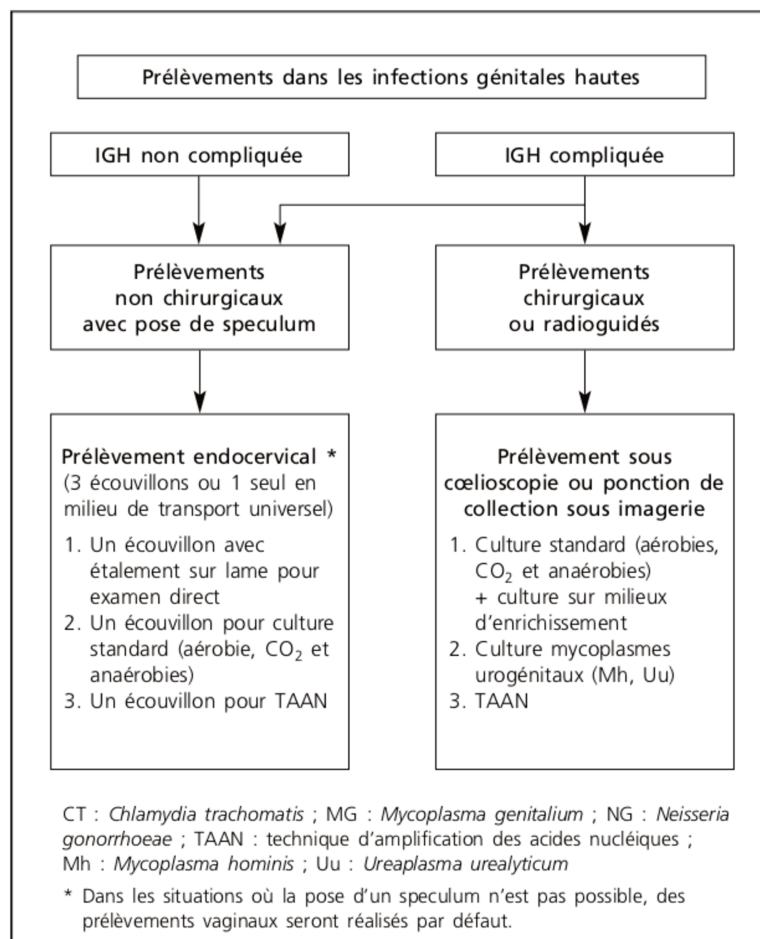 Prélèvements dans les infections génitales hautes
IGH non compliquée
IGH compliquée
Prélèvements
non chirurgicaux
avec pose de speculum
Prélèvements
chirurgicaux
ou radioguidés
Prélèvement endocervical *
(3 écouvillons ou 1 seul en
milieu de transport universel)
1. Un écouvillon avec
étalement sur lame pour
examen direct
2. Un écouvillon pour culture
standard (aérobie, CO₂ et
anaérobies)
3. Un écouvillon pour TAAN
Prélèvement sous
cœlioscopie ou ponction de
collection sous imagerie
1. Culture standard (aérobies,
CO₂ et anaérobies)
+ culture sur milieux
d’enrichissement
2. Culture mycoplasmes
urogénitaux (Mh, Uu)
3. TAAN
CT : Chlamydia trachomatis ; MG : Mycoplasma genitalium ; NG : Neisseria
gonorrhoeae ; TAAN : technique d’amplification des acides nucléiques ;
Mh : Mycoplasma hominis ; Uu : Ureaplasma urealyticum
* Dans les situations où la pose d’un speculum n’est pas possible, des
prélèvements vaginaux seront réalisés par défaut.